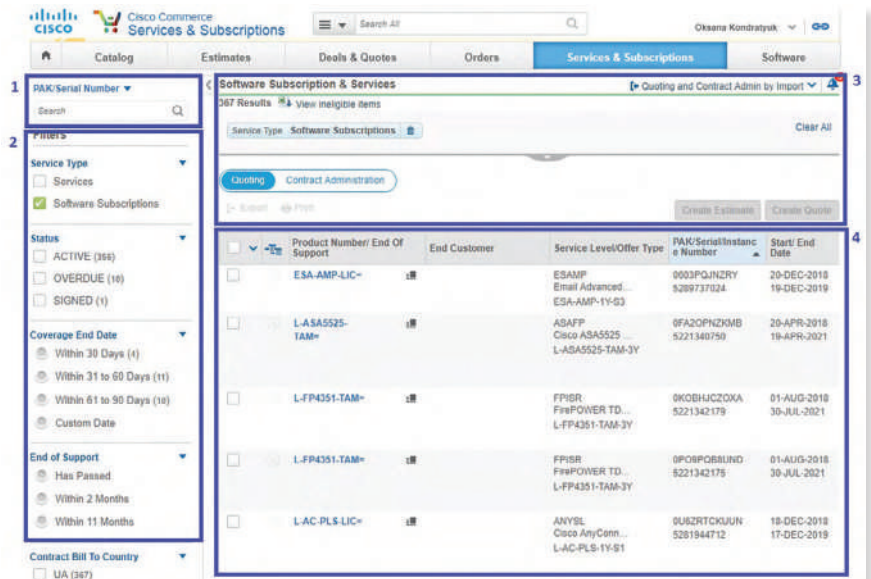 CISCO
Cisco Commerce
Services & Subscriptions
Search All
Oksana Kondratyuk
Catalog
Estimates
Deals & Quotes
Orders
Services & Subscriptions
Software
1
PAK/Serial Number
Search
2
Filters
Service Type
Services
Software Subscriptions
Status
ACTIVE (356)
OVERDUE (10)
SIGNED (1)
Coverage End Date
Within 30 Days (4)
Within 31 to 60 Days (11)
Within 61 to 90 Days (10)
Custom Date
End of Support
Has Passed
Within 2 Months
Within 11 Months
Contract Bill To Country
UA (367)
3
Software Subscription & Services
Quoting and Contract Admin by Import
367 Results View ineligible items
Service Type Software Subscriptions
Clear All
Quoting Contract Administration
Export Print
Create Estimate Create Quote
4
Product Number/ End Of Support
End Customer
Service Level/Offer Type
PAK/Serial/Instance Number
Start/ End Date
ESA-AMP-LIC= ESAMP 0003PQJNZRY 20-DEC-2018
Email Advanced... 5289737024 19-DEC-2019
ESA-AMP-1Y-S3
L-ASA5525-TAM= ASAFP 0FA2OPNZKMB 20-APR-2018
Cisco ASA5525 ... 5221340750 19-APR-2021
L-ASA5525-TAM-3Y
L-FP4351-TAM= FPISR 0KOBHJCZOXA 01-AUG-2018
FirePOWER TD... 5221342179 30-JUL-2021
L-FP4351-TAM-3Y
L-FP4351-TAM= FPISR 0PO9PQB8UND 01-AUG-2018
FirePOWER TD... 5221342175 30-JUL-2021
L-FP4351-TAM-3Y
L-AC-PLS-LIC= ANYSL 0U6ZRTCKUUN 18-DEC-2018
Cisco AnyConn... 5281944712 17-DEC-2019
L-AC-PLS-1Y-S1